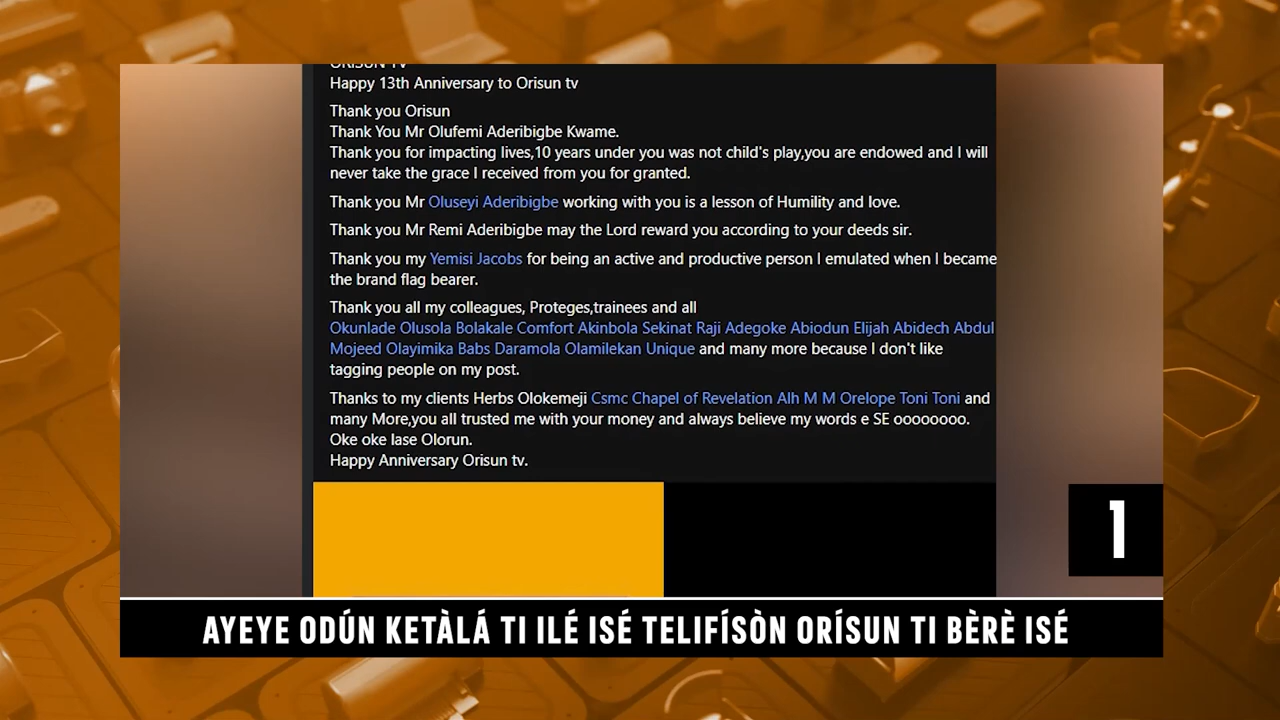 ORISUN TV
Happy 13th Anniversary to Orisun tv
Thank you Orisun
Thank You Mr Olufemi Aderibigbe Kwame.
Thank you for impacting lives,10 years under you was not child's play,you are endowed and I will
never take the grace I received from you for granted.
Thank you Mr Oluseyi Aderibigbe working with you is a lesson of Humility and love.
Thank you Mr Remi Aderibigbe may the Lord reward you according to your deeds sir.
Thank you my Yemisi Jacobs for being an active and productive person I emulated when I became
the brand flag bearer.
Thank you all my colleagues, Proteges,trainees and all
Okunlade Olusola Bolakale Comfort Akinbola Sekinat Raji Adegoke Abiodun Elijah Abidech Abdul
Mojeed Olayimika Babs Daramola Olamilekan Unique and many more because I don't like
tagging people on my post.
Thanks to my clients Herbs Olokemeji Csmc Chapel of Revelation Alh M M Orelope Toni Toni and
many More,you all trusted me with your money and always believe my words e SE oooooooo.
Oke oke lase Olorun.
Happy Anniversary Orisun tv.
1
AYEYE ODÚN KETÀLÁ TI ILÉ ISÉ TELIFÍSÒN ORÍSUN TI BÈRÈ ISÉ